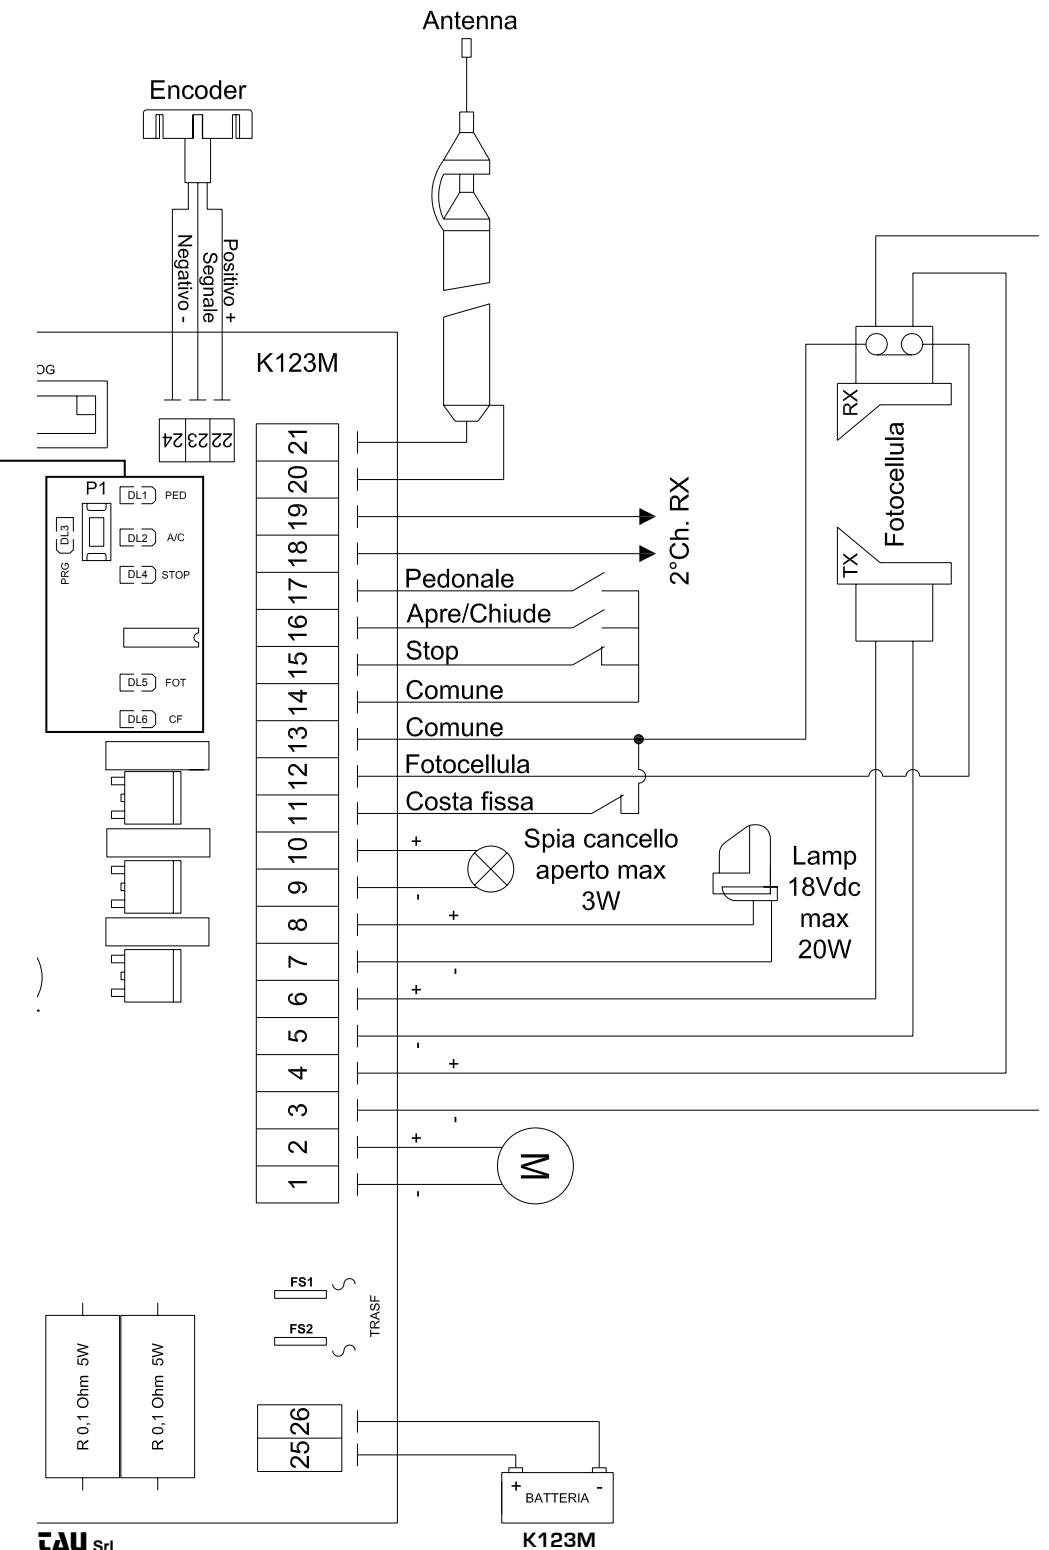 Antenna
Encoder
Negativo -
Segnale
Positivo +
K123M
OG
24 23 22
21
20
19
18
2°Ch. RX
17
Pedonale
16
Apre/Chiude
15
Stop
14
Comune
13
Comune
12
Fotocellula
11
Costa fissa
10
+
9
-
Spia cancello
aperto max
3W
8
+
7
-
Lamp
18Vdc
max
20W
6
+
5
-
4
+
3
-
2
+
1
-
M
RX
Fotocellula
TX
P1
DL1 PED
DL3
PRG
DL2 A/C
DL4 STOP
DL5 FOT
DL6 CF
FS1
FS2
TRASF
R 0,1 Ohm 5W
R 0,1 Ohm 5W
26
25
+ BATTERIA -
K123M
TAU Srl